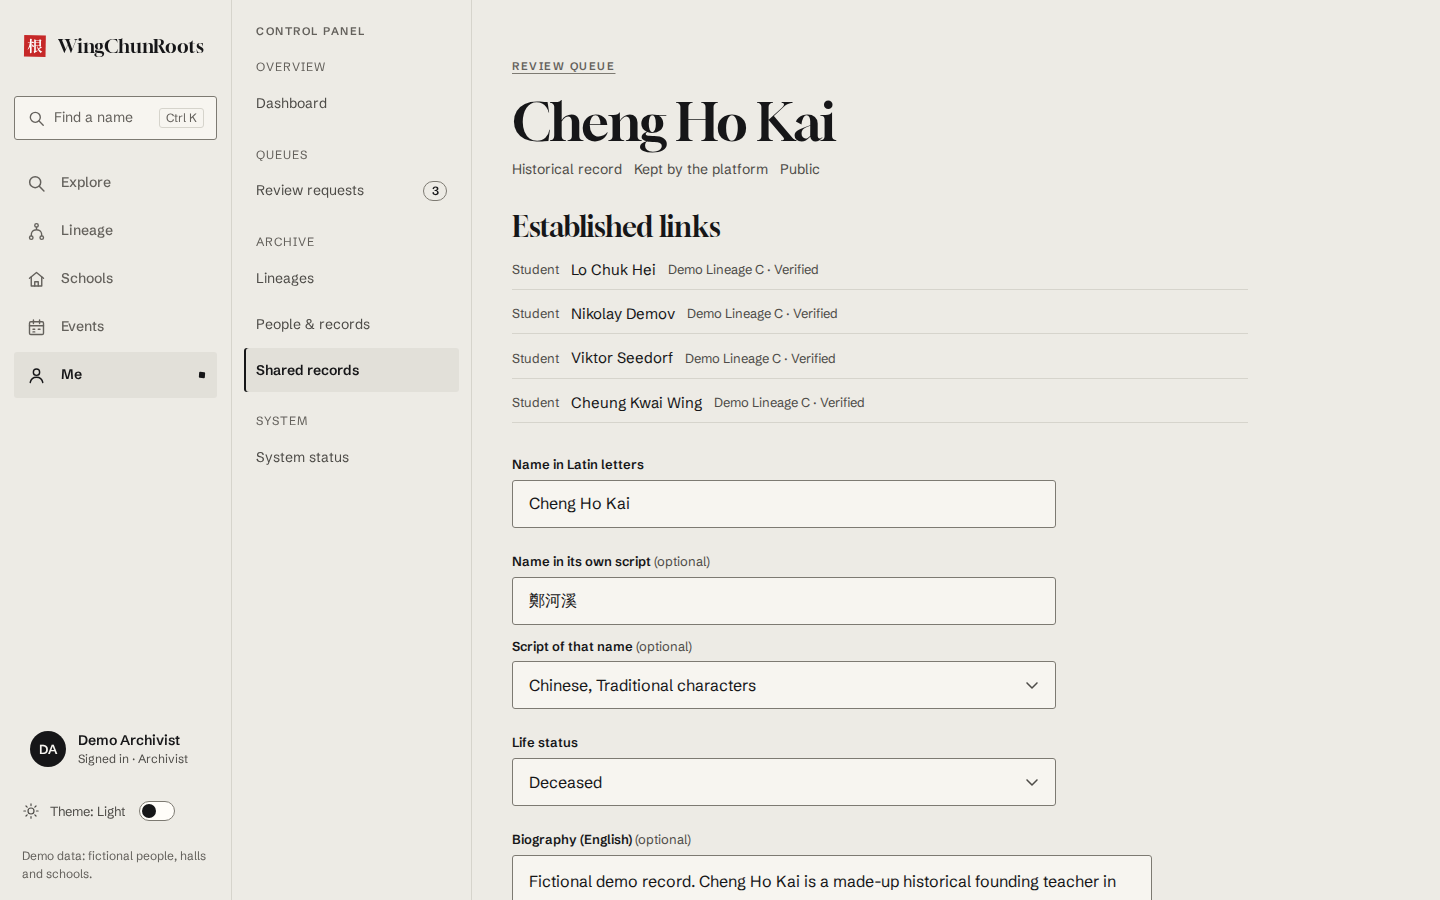 根 WingChunRoots
Find a name Ctrl K
Explore
Lineage
Schools
Events
Me
DA Demo Archivist
Signed in · Archivist
Theme: Light
Demo data: fictional people, halls
and schools.
CONTROL PANEL
OVERVIEW
Dashboard
QUEUES
Review requests 3
ARCHIVE
Lineages
People & records
Shared records
SYSTEM
System status
REVIEW QUEUE
Cheng Ho Kai
Historical record Kept by the platform Public
Established links
Student Lo Chuk Hei Demo Lineage C · Verified
Student Nikolay Demov Demo Lineage C · Verified
Student Viktor Seedorf Demo Lineage C · Verified
Student Cheung Kwai Wing Demo Lineage C · Verified
Name in Latin letters
Cheng Ho Kai
Name in its own script (optional)
鄭河溪
Script of that name (optional)
Chinese, Traditional characters
Life status
Deceased
Biography (English) (optional)
Fictional demo record. Cheng Ho Kai is a made-up historical founding teacher in